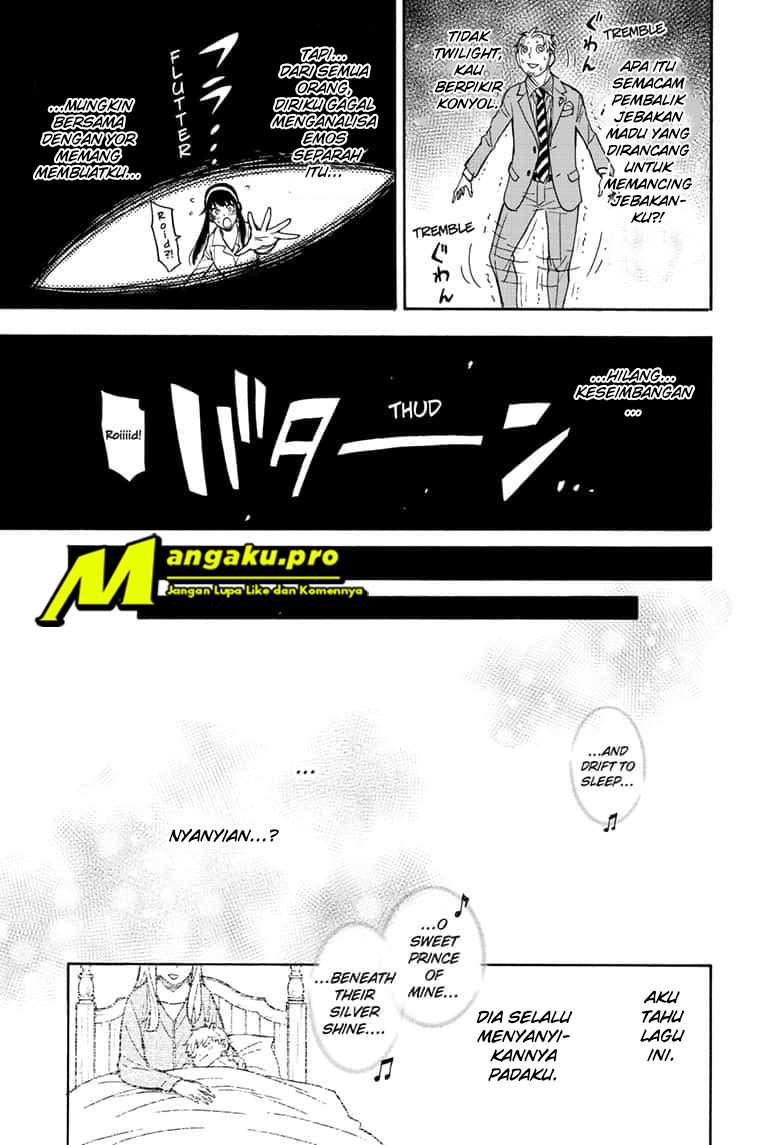 TREMBLE
ぐわん
TIDAK
TWILIGHT,
KAU
BERPIKIR
KONYOL.
APA ITU
SEMACAM
PEMBALIK
JEBAKAN
MADU YANG
DIRANCANG
UNTUK
MEMANCING
JEBAKAN-
KU?!
TREMBLE
ぐわん
TAPI...
DARI SEMUA
ORANG,
DIRIKU GAGAL
MENGANALISA
EMOS
SEPARAH
ITU...
フラ...
FLUTTER
...MUNGKIN
BERSAMA
DENGAN YOR
MEMANG
MEMBUATKU...
Roid?!
...HILANG...
KESEIMBANGAN
...
バターン...
THUD
Roiiiid!
Mangaku.pro
Jangan Lupa Like dan Komennya
...AND
DRIFT TO
SLEEP...
♫
...
NYANYIAN...?
♪
...O
SWEET
PRINCE
OF
MINE...
...BENEATH
THEIR
SILVER
SHINE....
♫
AKU
TAHU
LAGU
INI.
DIA SELALU
MENYANYI-
KANNYA
PADAKU.